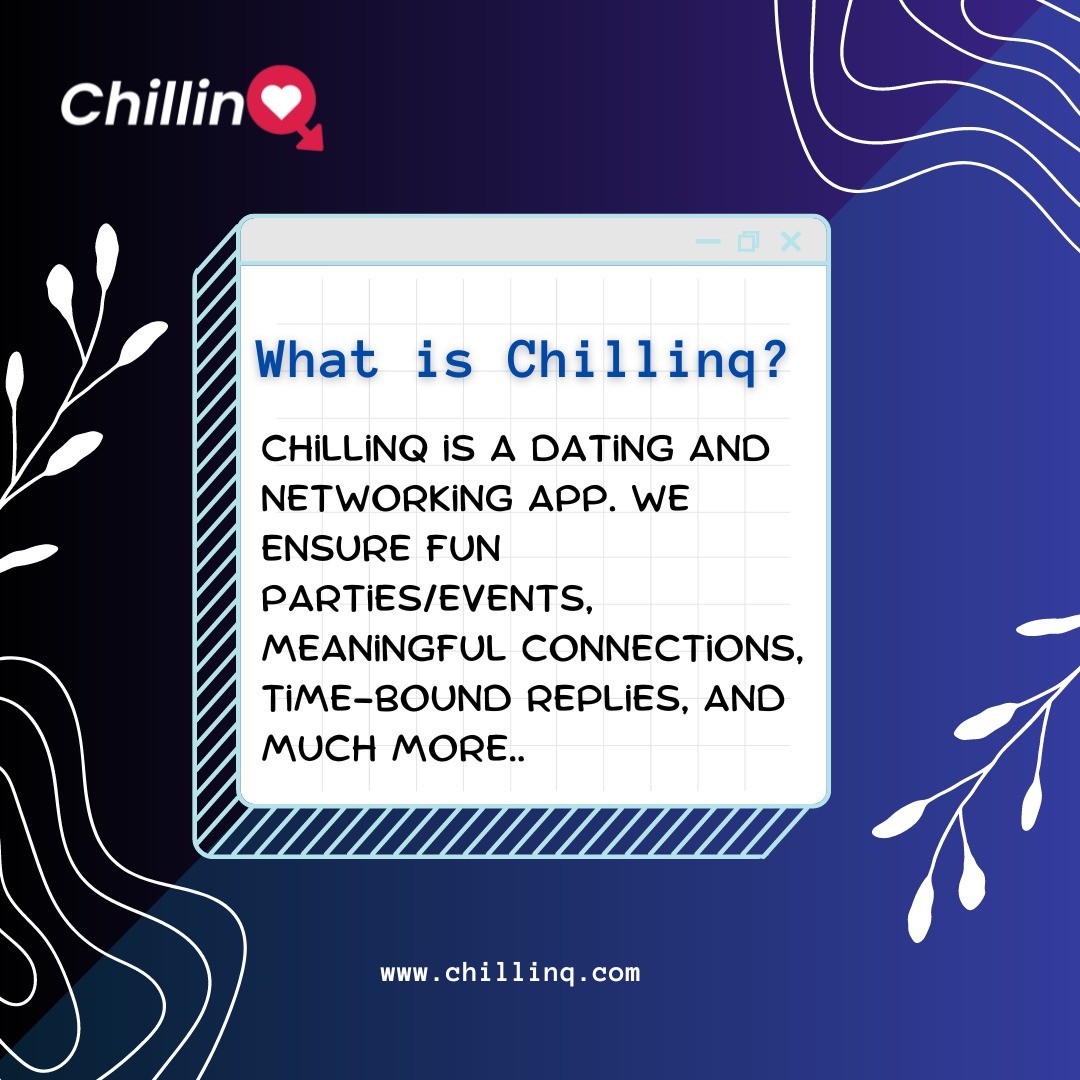 ChillinQ
What is Chillinq?
CHiLLiNQ iS A DATiNG AND
NETWORKiNG APP. WE
ENSURE FUN
PARTiES/EVENTS,
MEANiNGFUL CONNECTiONS,
TiME-BOUND REPLiES, AND
MUCH MORE..
www.chillinq.com